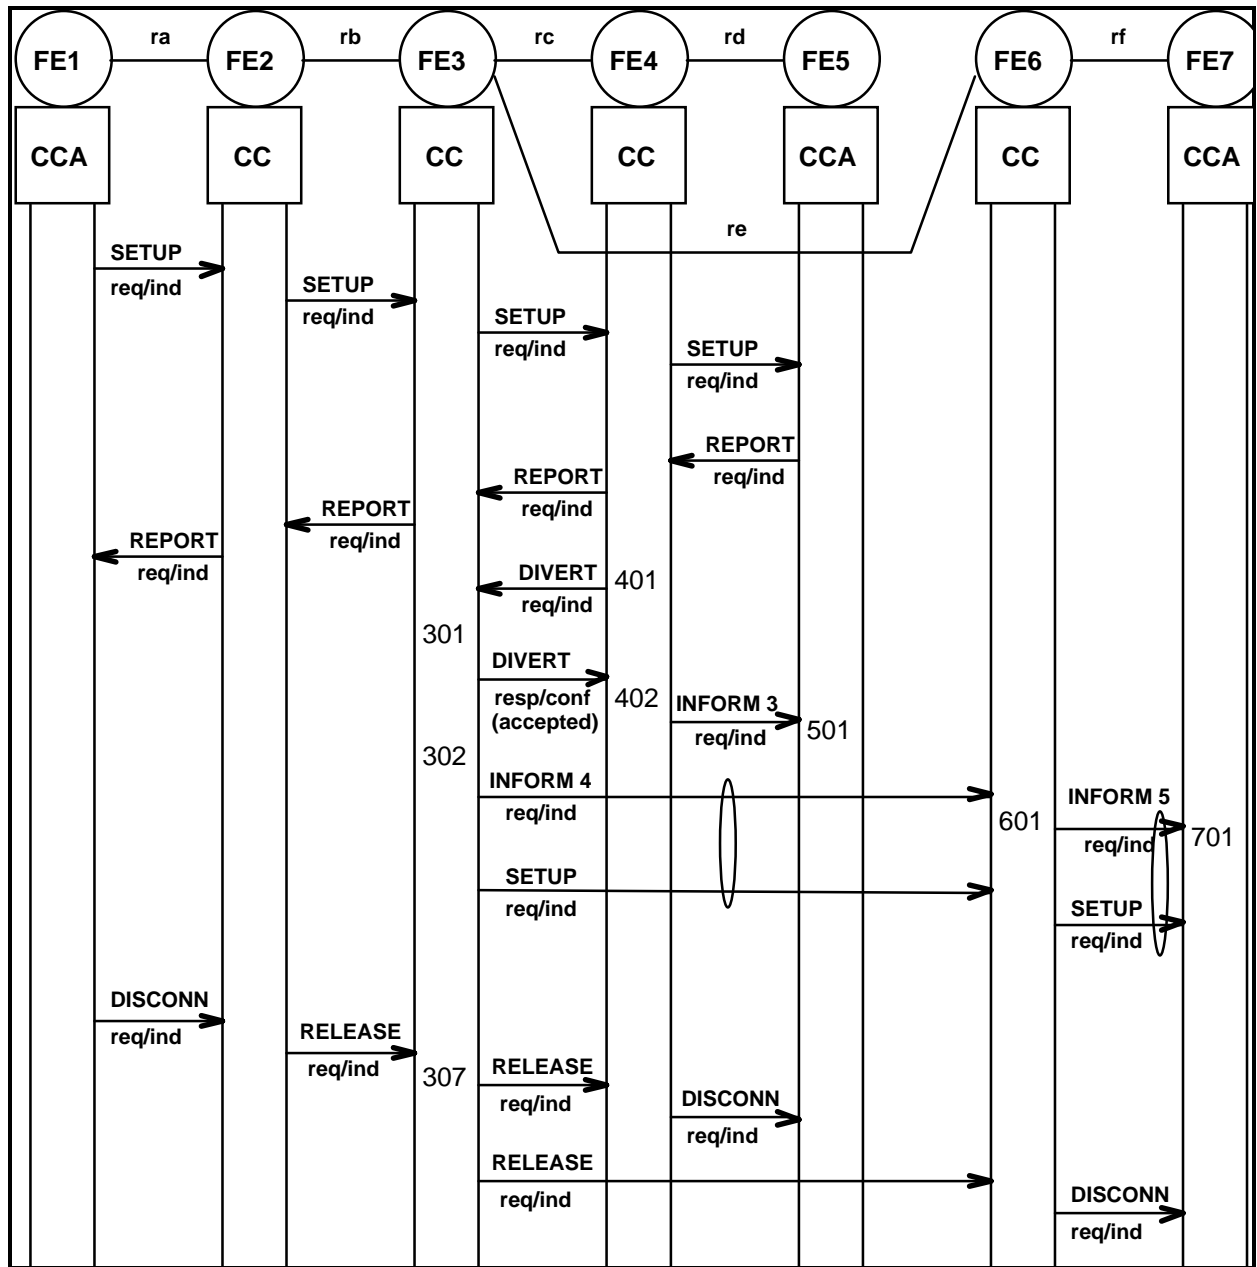 ra rb rc rd rf
FE1 FE2 FE3 FE4 FE5 FE6 FE7
CCA CC CC CC CCA CC CCA
re
SETUP
req/ind
SETUP
req/ind
SETUP
req/ind
SETUP
req/ind
REPORT
req/ind
REPORT
req/ind
REPORT
req/ind
REPORT
req/ind
DIVERT
401
req/ind
301
DIVERT
resp/conf
(accepted)
402
INFORM 3
req/ind
501
302
INFORM 4
req/ind
601
INFORM 5
req/ind
701
SETUP
req/ind
SETUP
req/ind
DISCONN
req/ind
RELEASE
req/ind
307
RELEASE
req/ind
DISCONN
req/ind
RELEASE
req/ind
DISCONN
req/ind